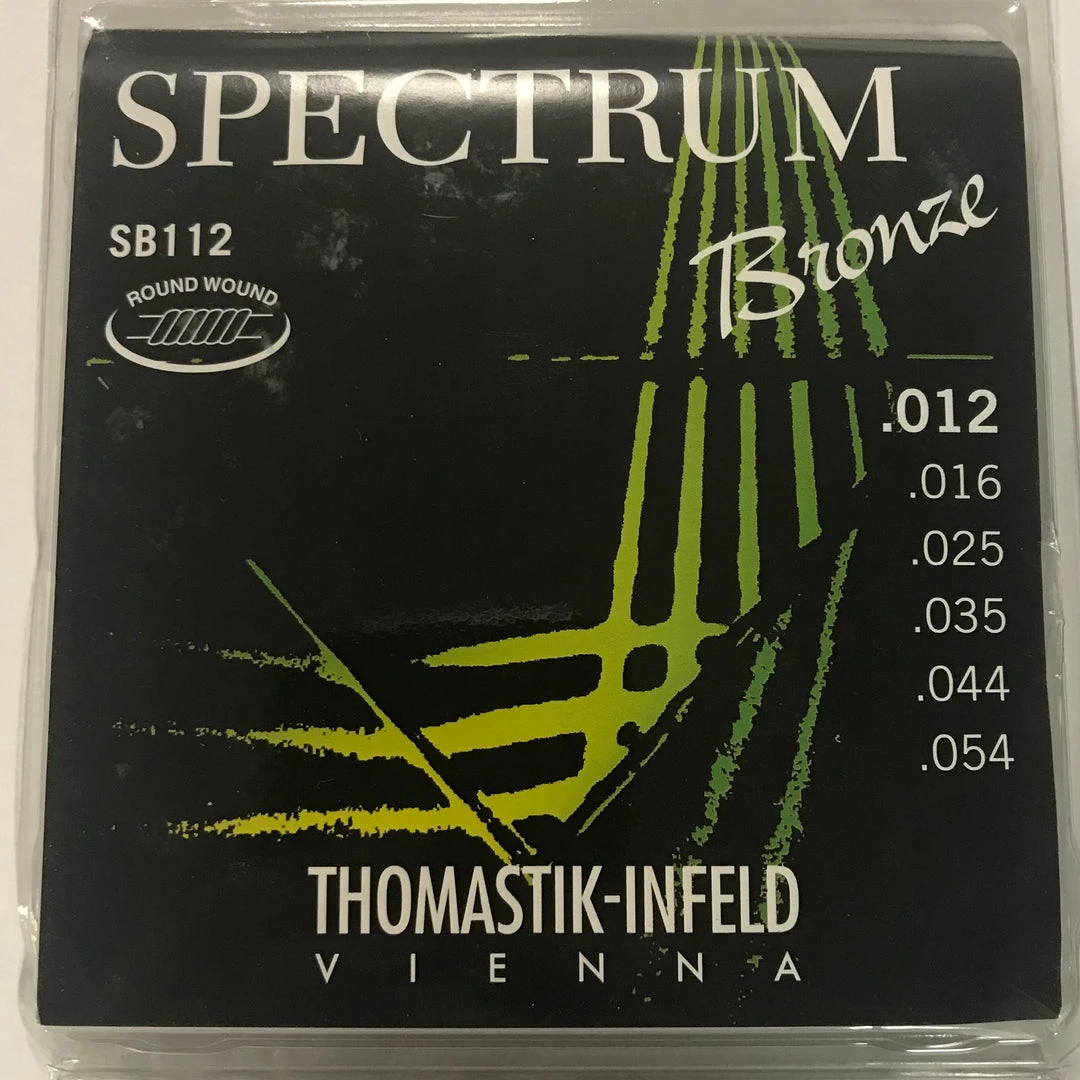 SPECTRUM
Bronze
SB112
ROUND WOUND
.012
.016
.025
.035
.044
.054
THOMASTIK-INFELD
VIENNA